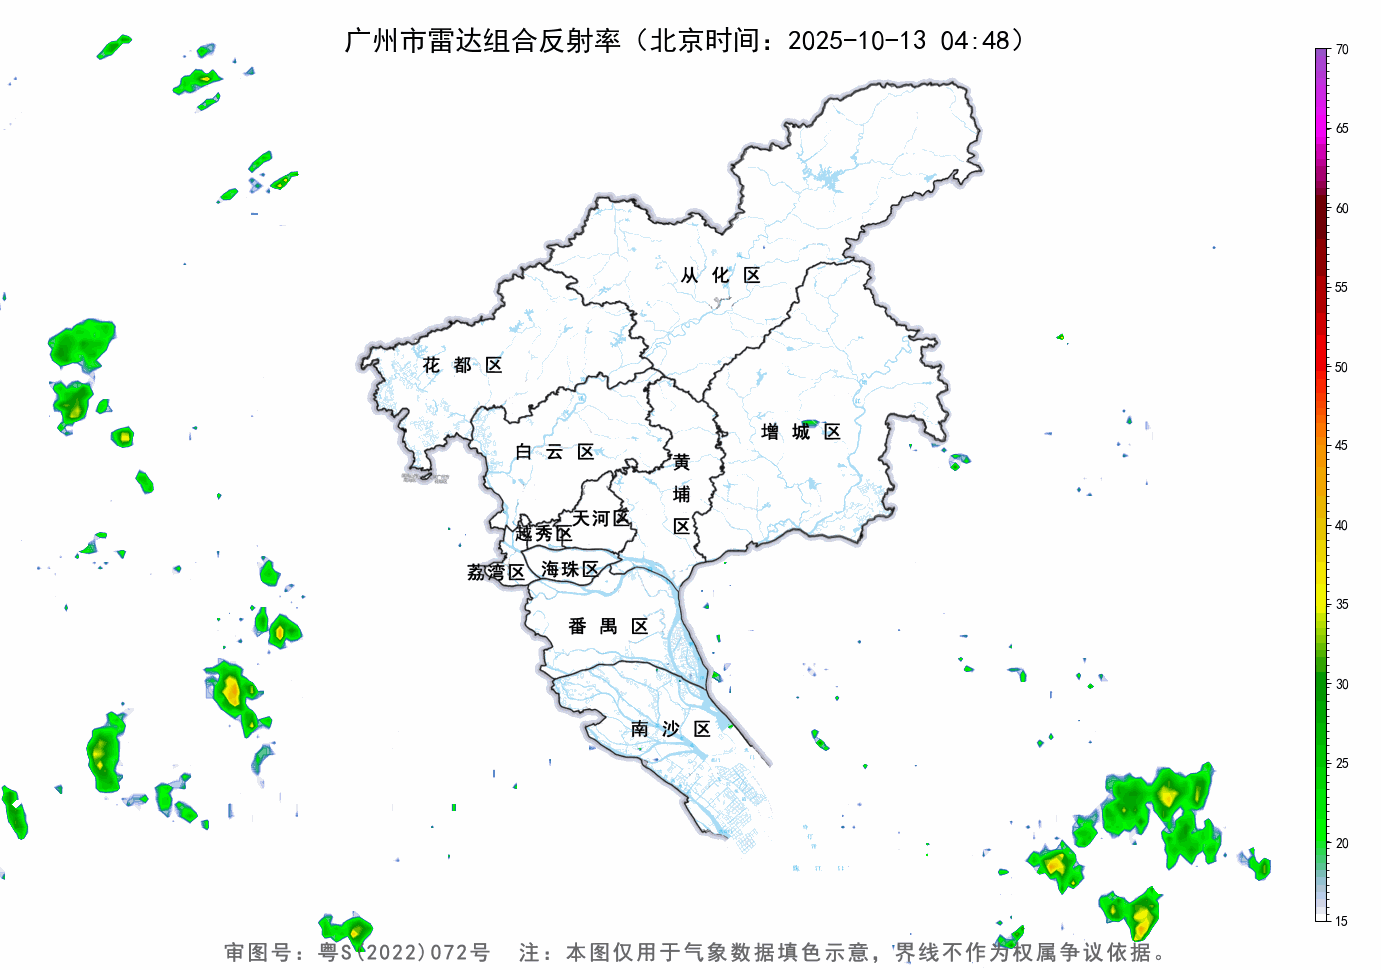 广州市雷达组合反射率（北京时间：2025-10-13 04:48）
70
65
60
55
50
45
40
35
30
25
20
15
从化区
花都区
增城区
白云区
黄埔区
天河区
越秀区
荔湾区
海珠区
番禺区
南沙区
审图号：粤S(2022)072号 注：本图仅用于气象数据填色示意，界线不作为权属争议依据。